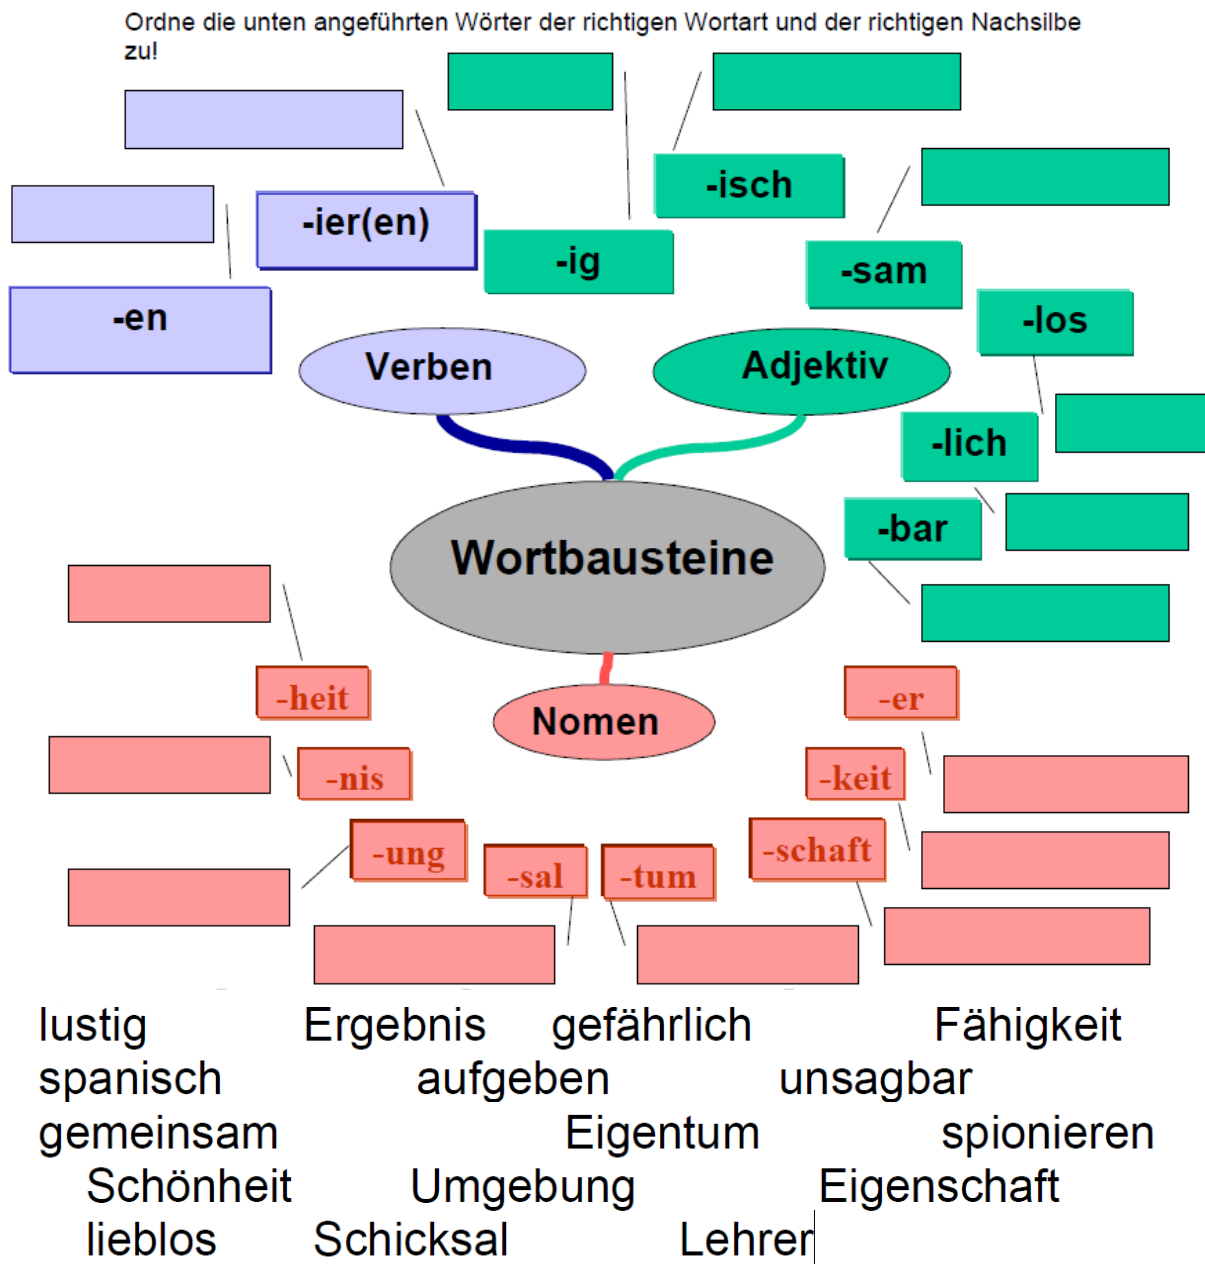 Ordne die unten angeführten Wörter der richtigen Wortart und der richtigen Nachsilbe
zu!
-isch
-ier(en)
-ig
-sam
-en
-los
Verben
Adjektiv
-lich
-bar
Wortbausteine
-heit
-er
Nomen
-nis
-keit
-ung
-schaft
-sal
-tum
lustig Ergebnis gefährlich Fähigkeit
spanisch aufgeben unsagbar
gemeinsam Eigentum spionieren
Schönheit Umgebung Eigenschaft
lieblos Schicksal Lehrer